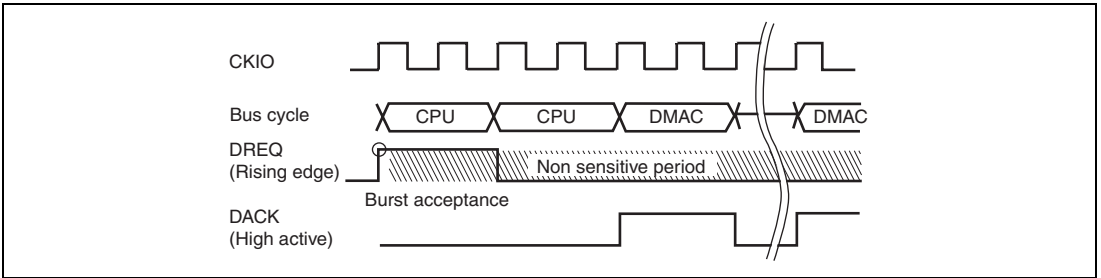 CKIO
Bus cycle CPU CPU DMAC DMAC
DREQ
(Rising edge) Non sensitive period
Burst acceptance
DACK
(High active)